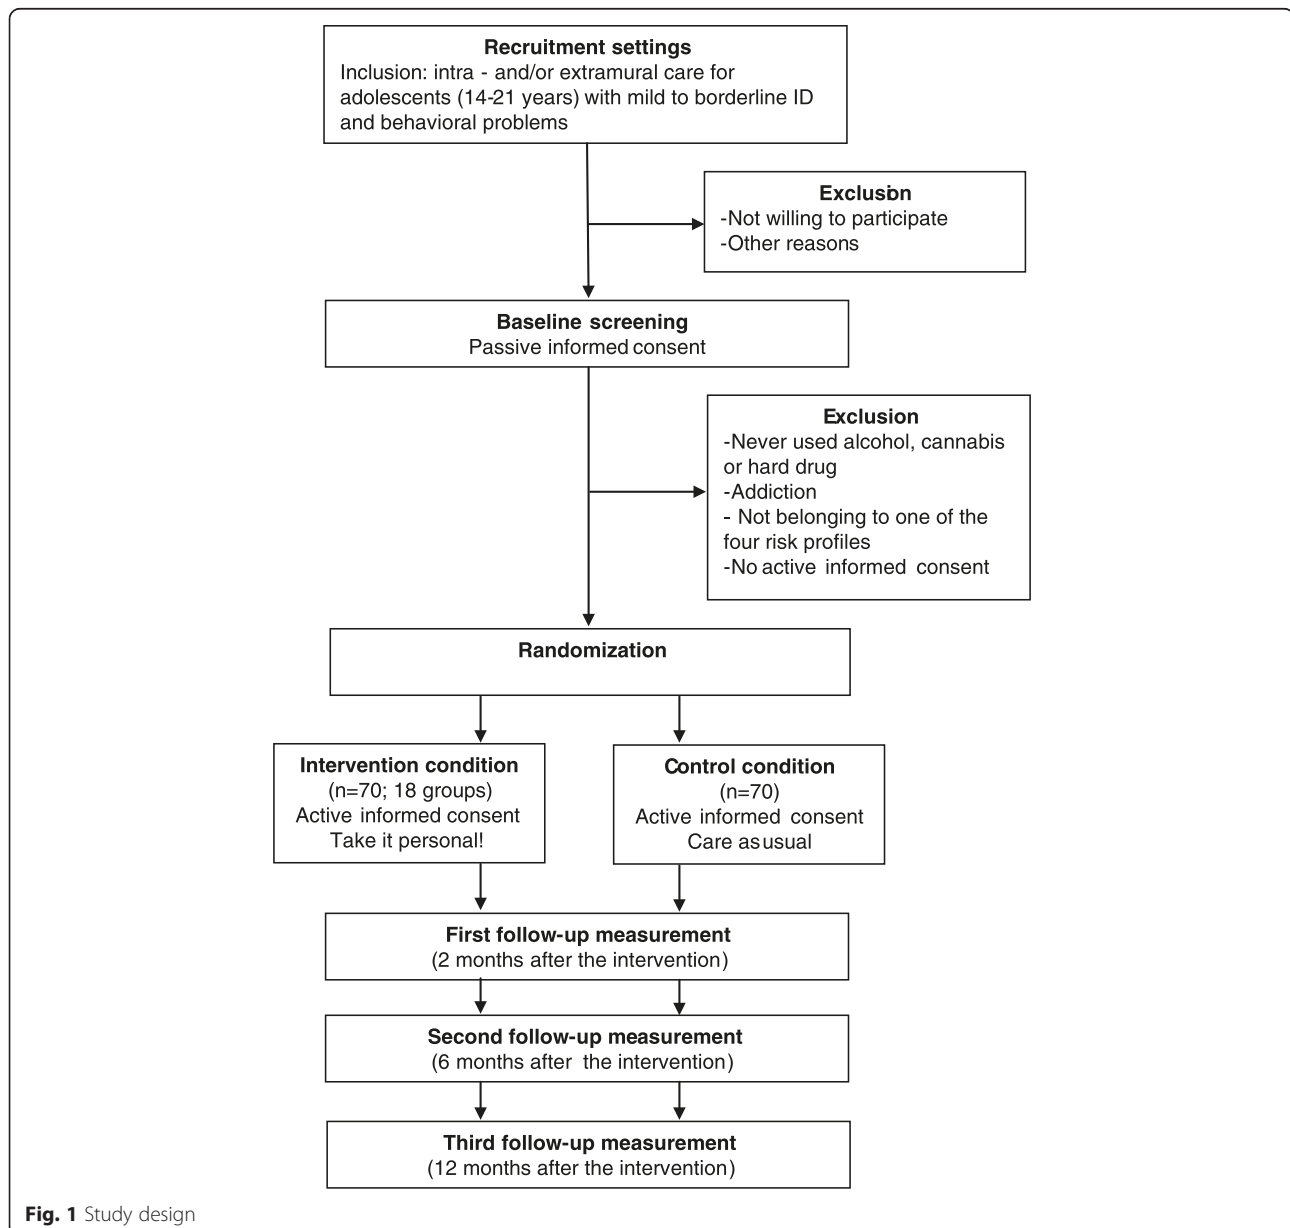 Recruitment settings
Inclusion: intra - and/or extramural care for
adolescents (14-21 years) with mild to borderline ID
and behavioral problems
Exclusion
-Not willing to participate
-Other reasons
Baseline screening
Passive informed consent
Exclusion
-Never used alcohol, cannabis
or hard drug
-Addiction
- Not belonging to one of the
four risk profiles
-No active informed consent
Randomization
Intervention condition
(n=70; 18 groups)
Active informed consent
Take it personal!
Control condition
(n=70)
Active informed consent
Care as usual
First follow-up measurement
(2 months after the intervention)
Second follow-up measurement
(6 months after the intervention)
Third follow-up measurement
(12 months after the intervention)
Fig. 1 Study design